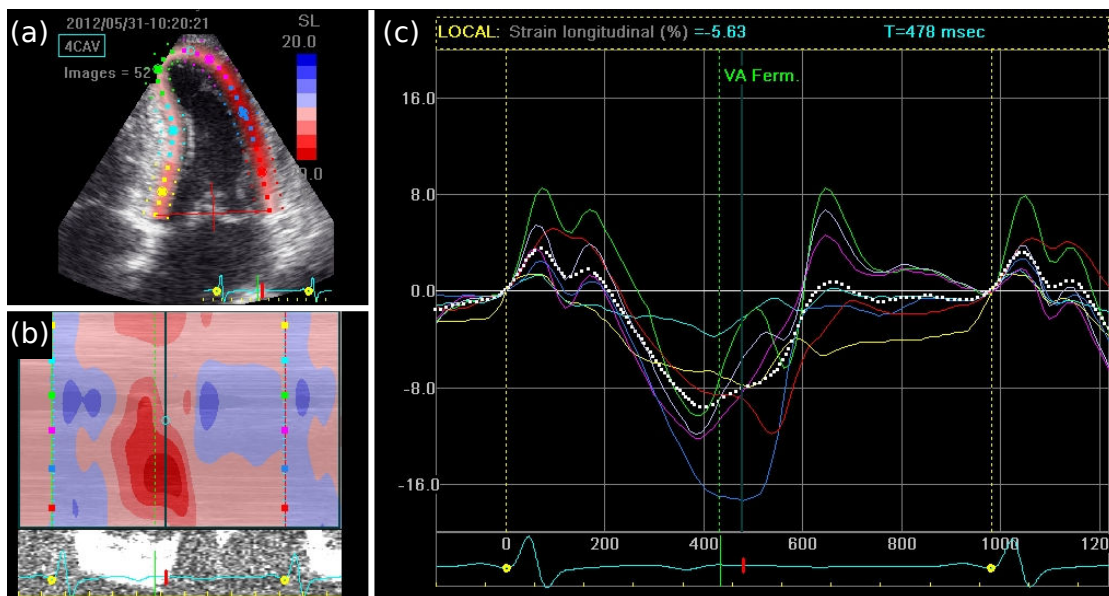 (a)
2012/05/31-10:20:21
4CAV
Images = 52
SL
20.0
(b)
(c)
LOCAL: Strain longitudinal (%) =-5.63 T=478 msec
VA Ferm.
16.0
8.0
0.0
-8.0
-16.0
0 200 400 600 800 1000 1200